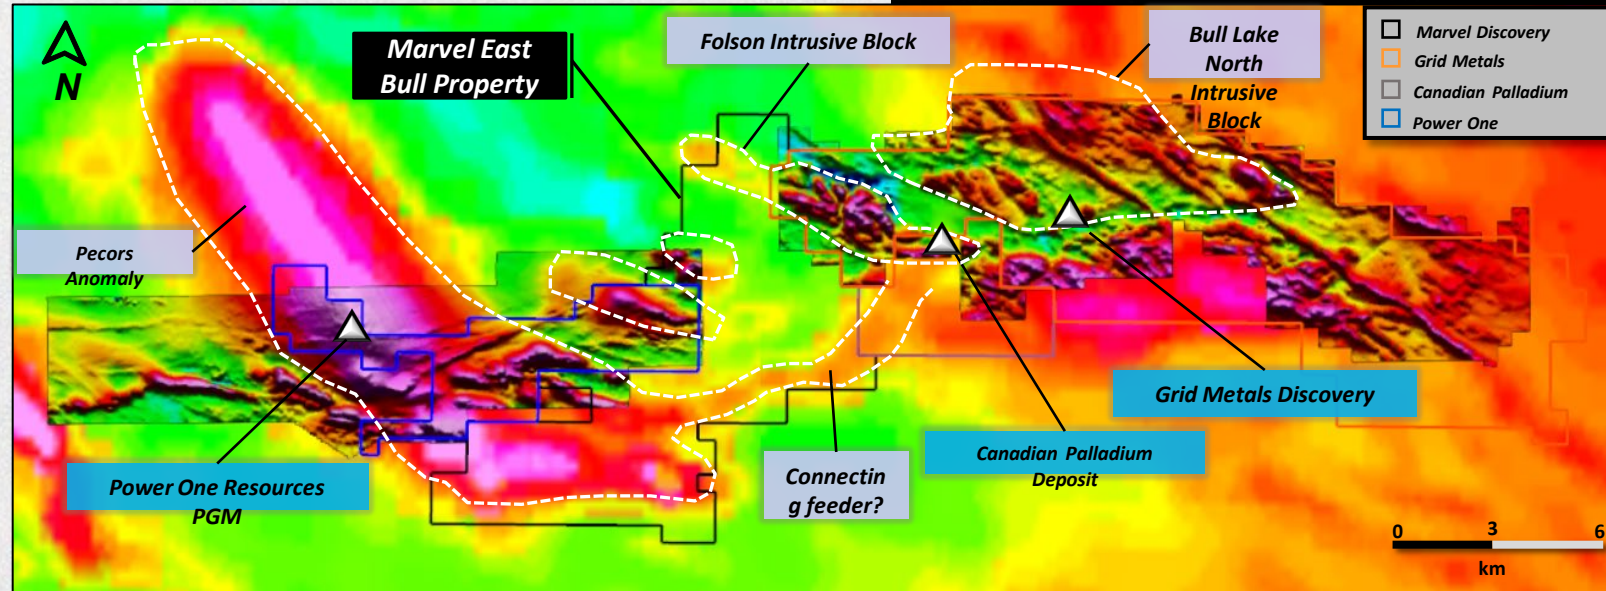 N
Marvel East
Bull Property
Folson Intrusive Block
Bull Lake
North
Intrusive
Block
Marvel Discovery
Grid Metals
Canadian Palladium
Power One
Pecors
Anomaly
Power One Resources
PGM
Connectin
g feeder?
Canadian Palladium
Deposit
Grid Metals Discovery
0 3 6
km